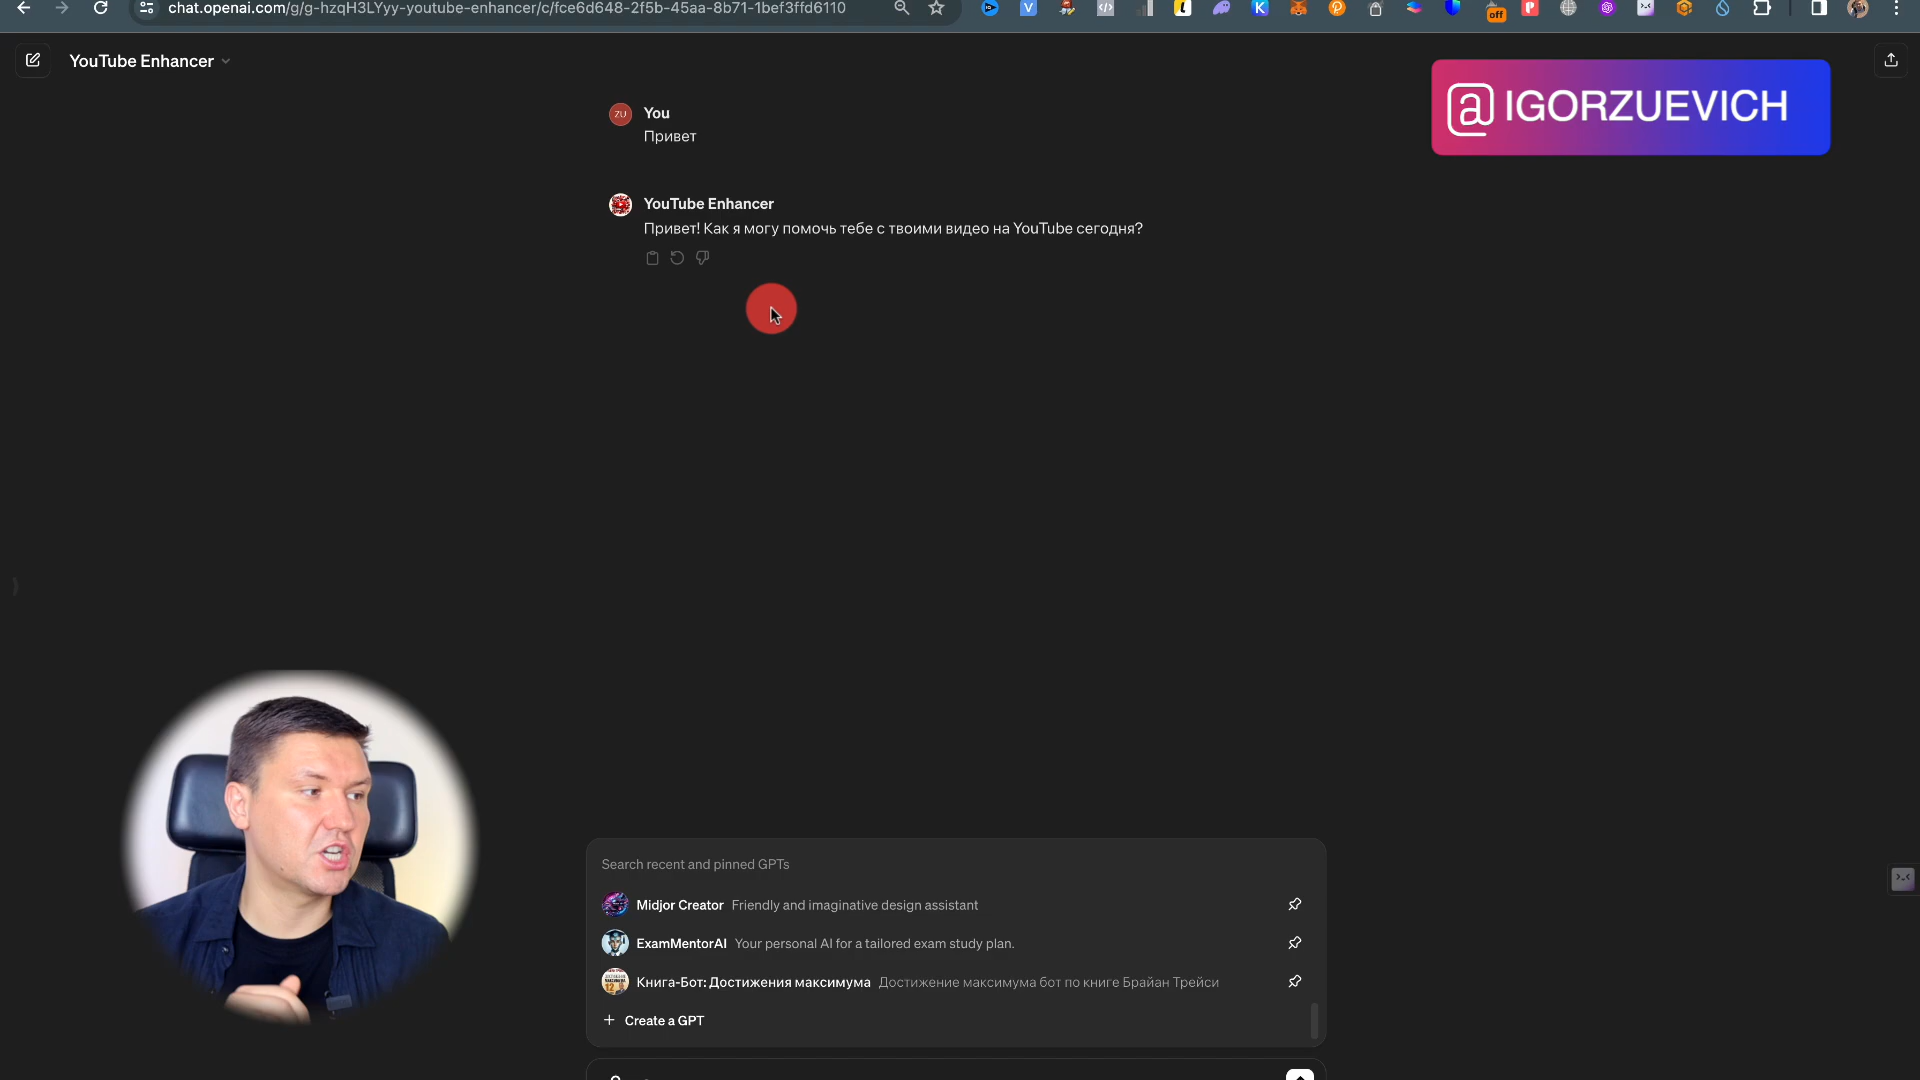 chat.openai.com/g/g-hzqH3LYyy-youtube-enhancer/c/fce6d648-2f5b-45aa-8b71-1bef3ffd6110
off
YouTube Enhancer
@IGORZUEVICH
ZU
You
Привет
YouTube Enhancer
Привет! Как я могу помочь тебе с твоими видео на YouTube сегодня?
Search recent and pinned GPTs
Midjor Creator Friendly and imaginative design assistant
ExamMentorAI Your personal AI for a tailored exam study plan.
Книга-Бот: Достижения максимума Достижение максимума бот по книге Брайан Трейси
Create a GPT